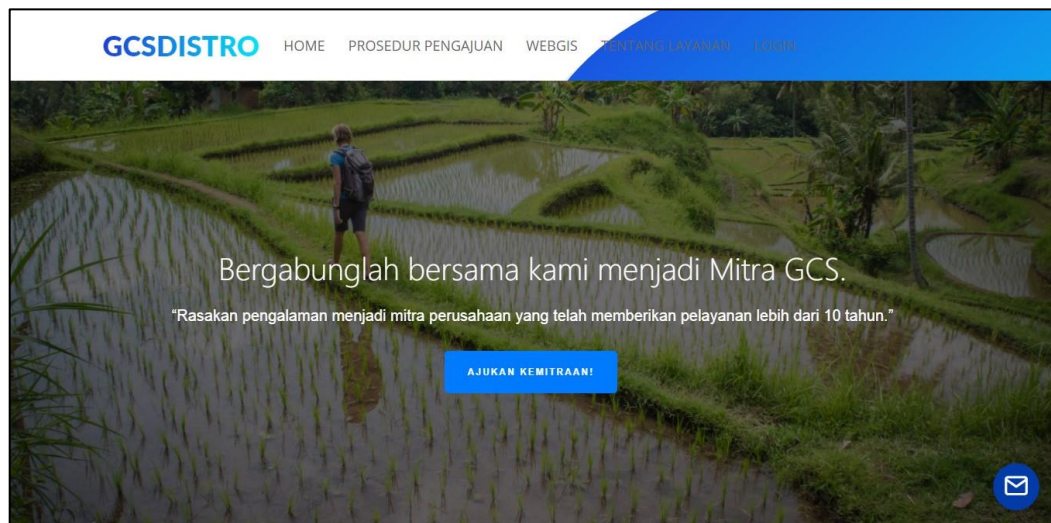 GCSDISTRO HOME PROSEDUR PENGAJUAN WEBGIS TENTANG LAYANAN LOGIN
Bergabunglah bersama kami menjadi Mitra GCS.
“Rasakan pengalaman menjadi mitra perusahaan yang telah memberikan pelayanan lebih dari 10 tahun.”
AJUKAN KEMITRAAN!